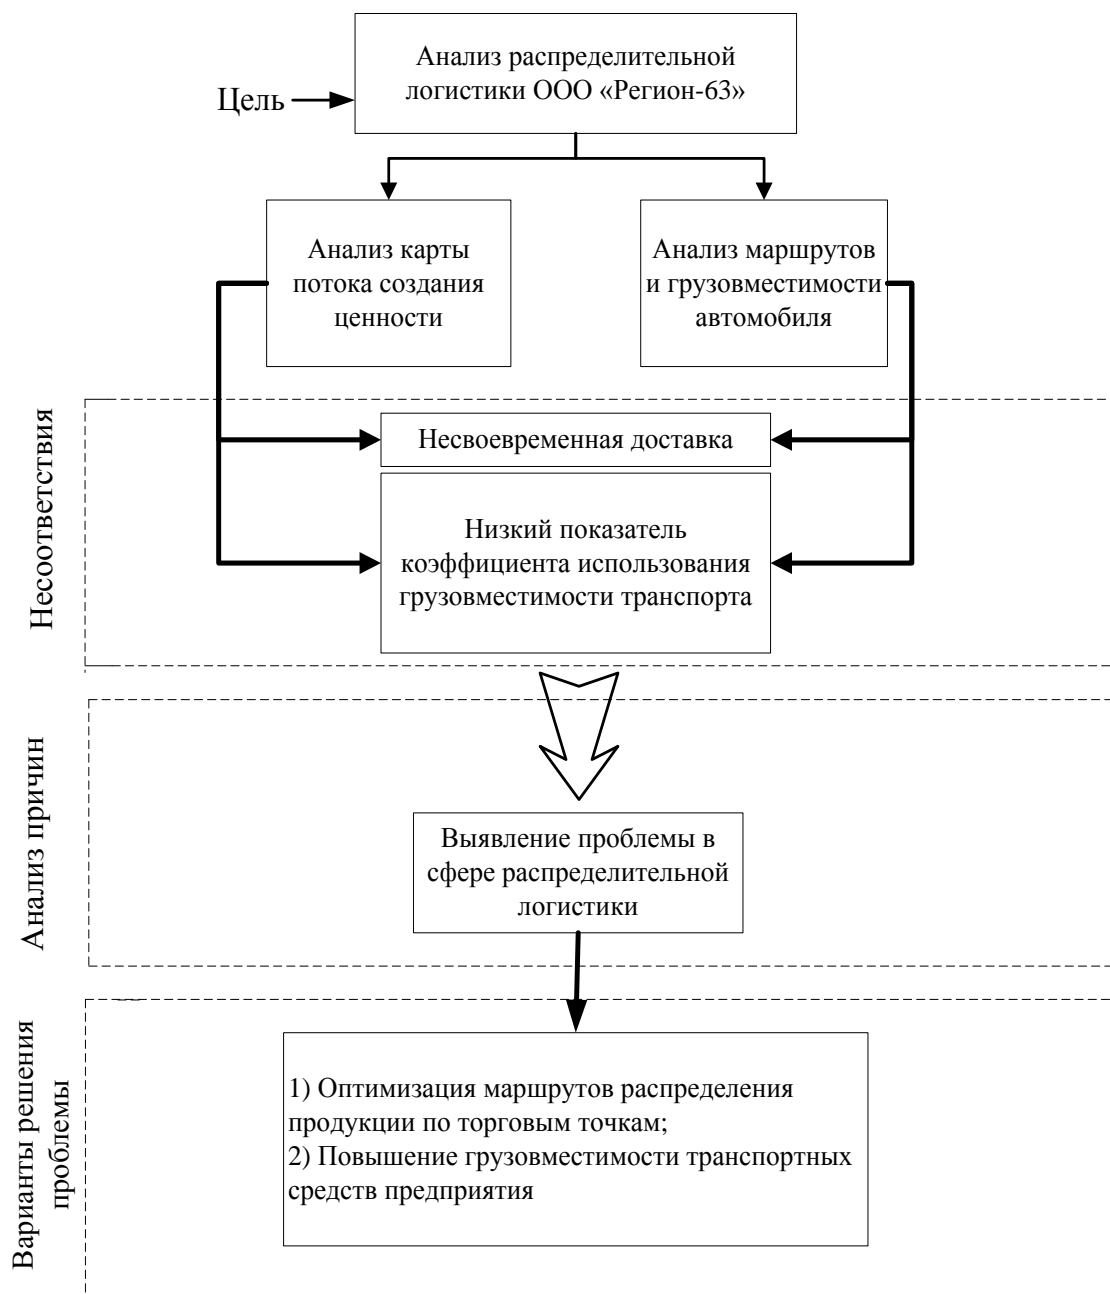 Анализ распределительной
логистики ООО «Регион-63»
Цель
Анализ карты
потока создания
ценности
Анализ маршрутов
и грузовместимости
автомобиля
Несоответствия
Несвоевременная доставка
Низкий показатель
коэффициента использования
грузовместимости транспорта
Анализ причин
Выявление проблемы в
сфере распределительной
логистики
Варианты решения
проблемы
1) Оптимизация маршрутов распределения
продукции по торговым точкам;
2) Повышение грузовместимости транспортных
средств предприятия